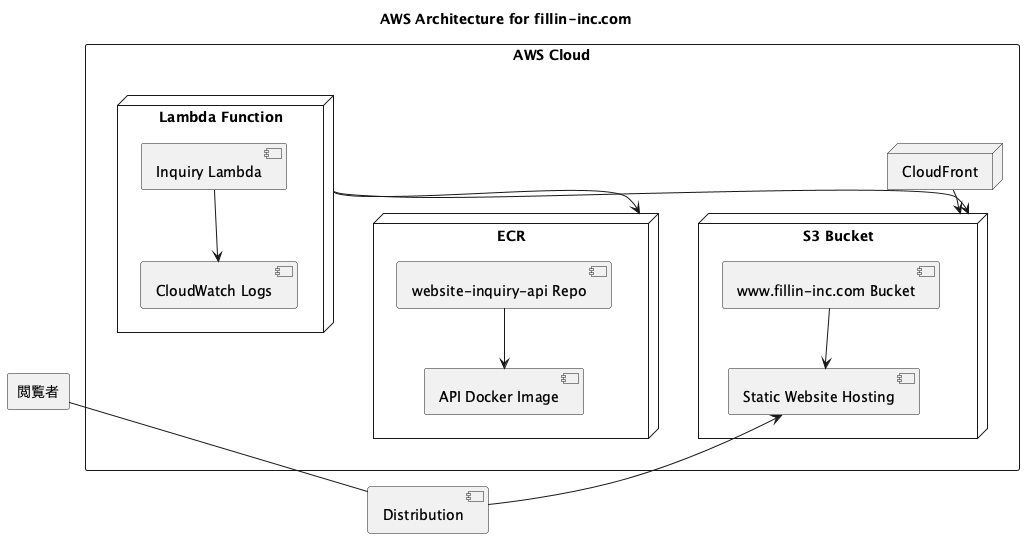 AWS Architecture for fillin-inc.com
AWS Cloud
Lambda Function
Inquiry Lambda
CloudWatch Logs
CloudFront
ECR
website-inquiry-api Repo
API Docker Image
S3 Bucket
www.fillin-inc.com Bucket
Static Website Hosting
閲覧者
Distribution